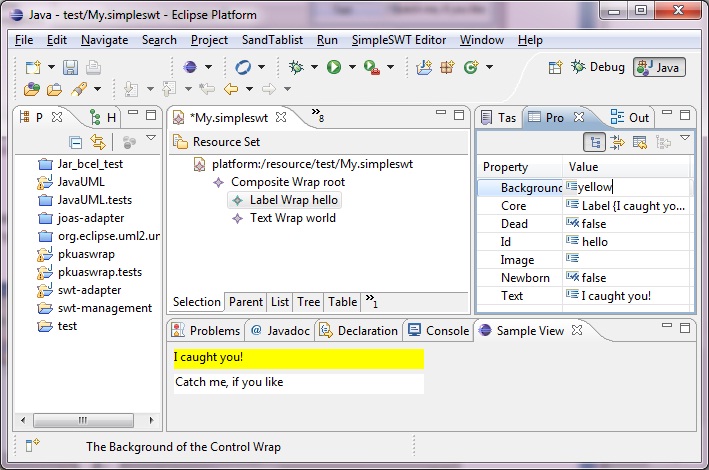 Java - test/My.simpleswt - Eclipse Platform
File Edit Navigate Search Project SandTablist Run SimpleSWT Editor Window Help
Debug Java
P H
*My.simpleswt »8
Tas Pro Out
Resource Set
platform:/resource/test/My.simpleswt
Composite Wrap root
Label Wrap hello
Text Wrap world
Jar_bcel_test
JavaUML
JavaUML.tests
joas-adapter
org.eclipse.uml2.un
pkuaswrap
pkuaswrap.tests
swt-adapter
swt-management
test
Selection Parent List Tree Table »1
Property Value
Background yellow
Core Label {I caught yo...
Dead false
Id hello
Image
Newborn false
Text I caught you!
Problems @ Javadoc Declaration Console Sample View
I caught you!
Catch me, if you like
The Background of the Control Wrap